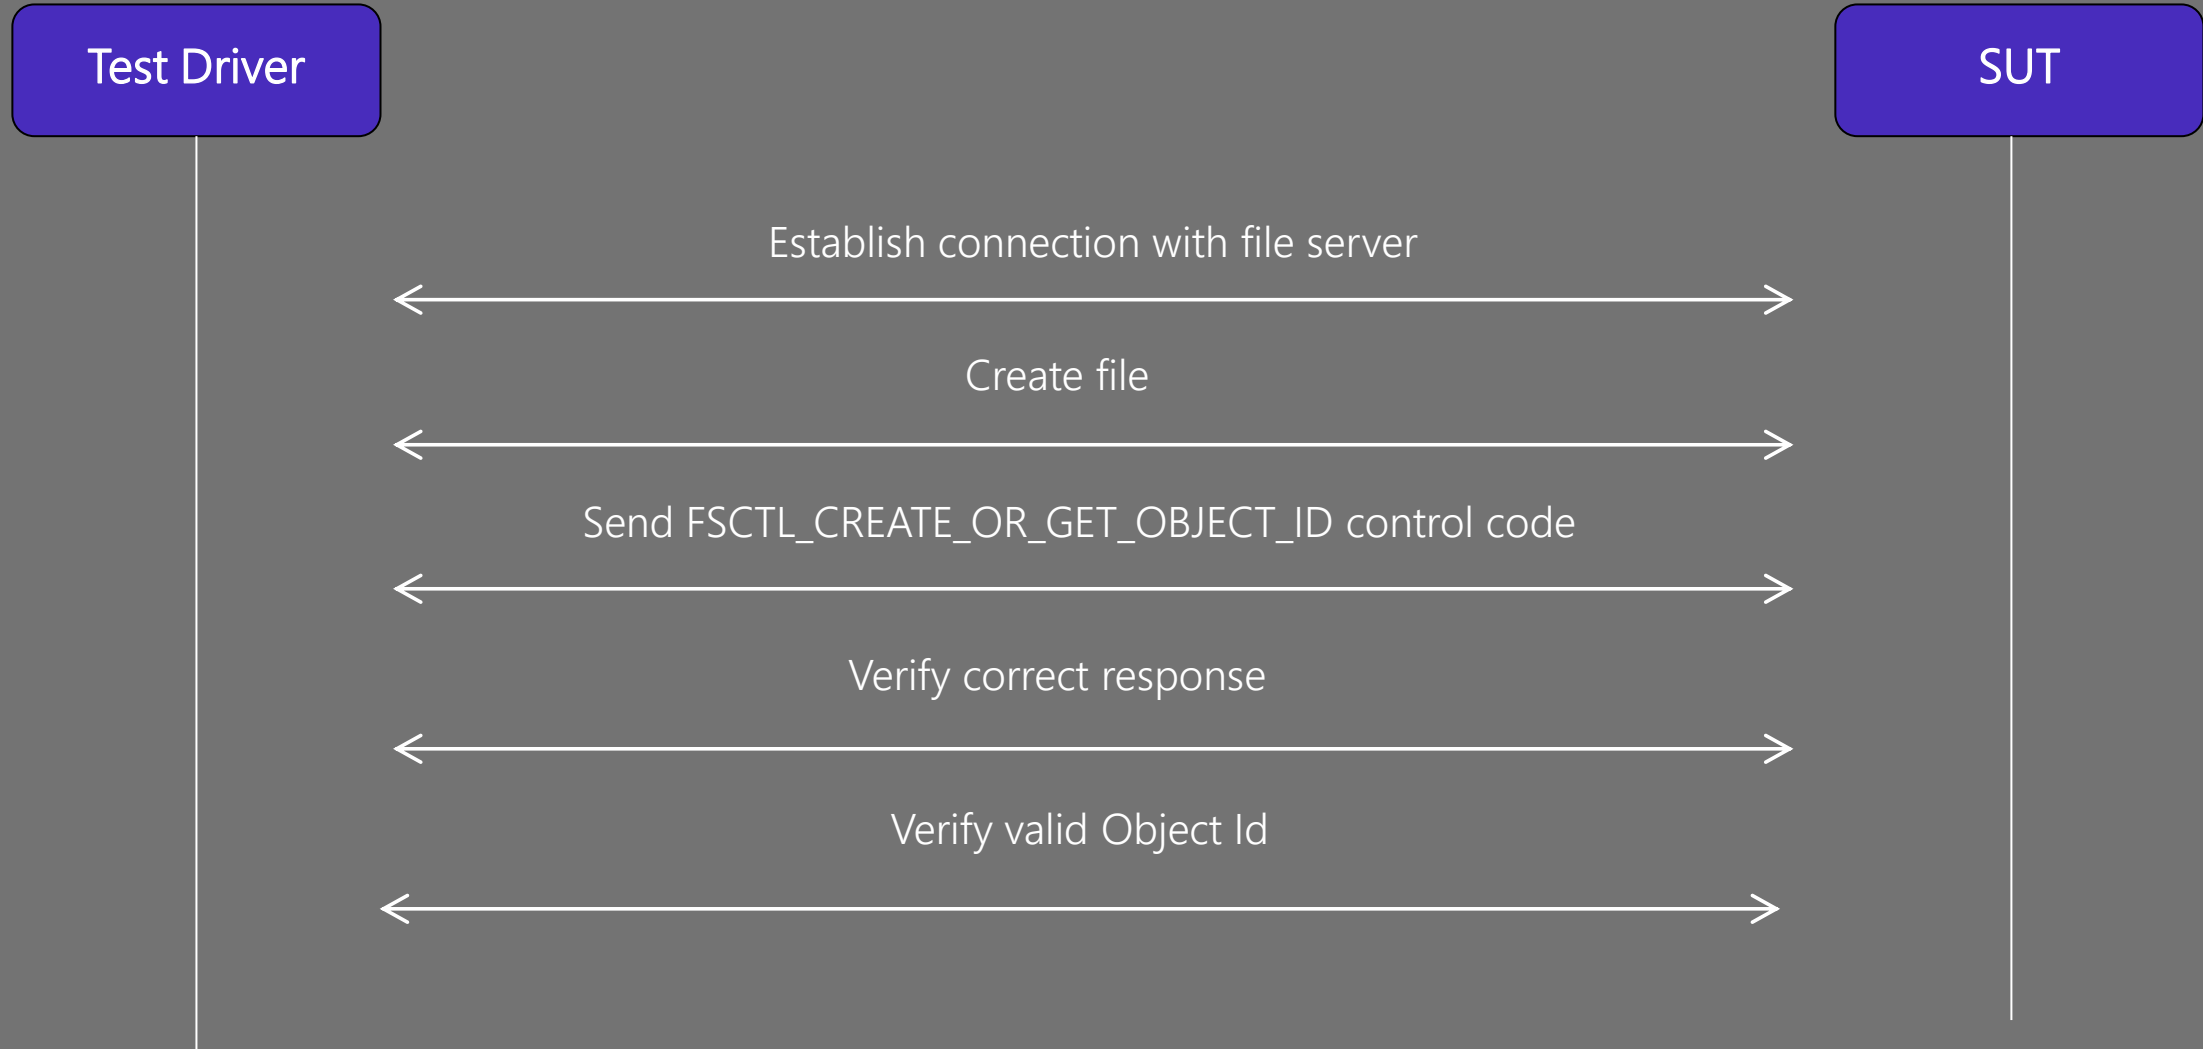 Test Driver
SUT
Establish connection with file server
Create file
Send FSCTL_CREATE_OR_GET_OBJECT_ID control code
Verify correct response
Verify valid Object Id